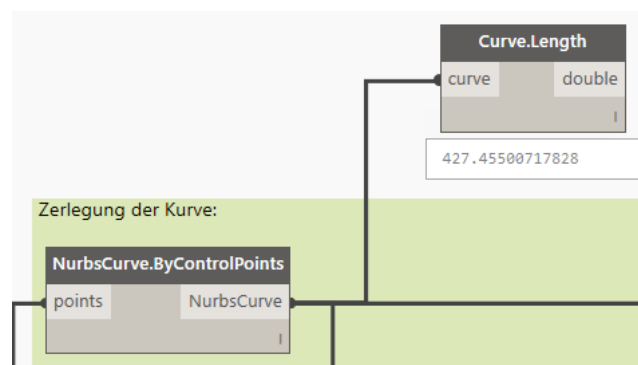 Curve.Length
curve double
l
427.45500717828
Zerlegung der Kurve:
NurbsCurve.ByControlPoints
points NurbsCurve
l